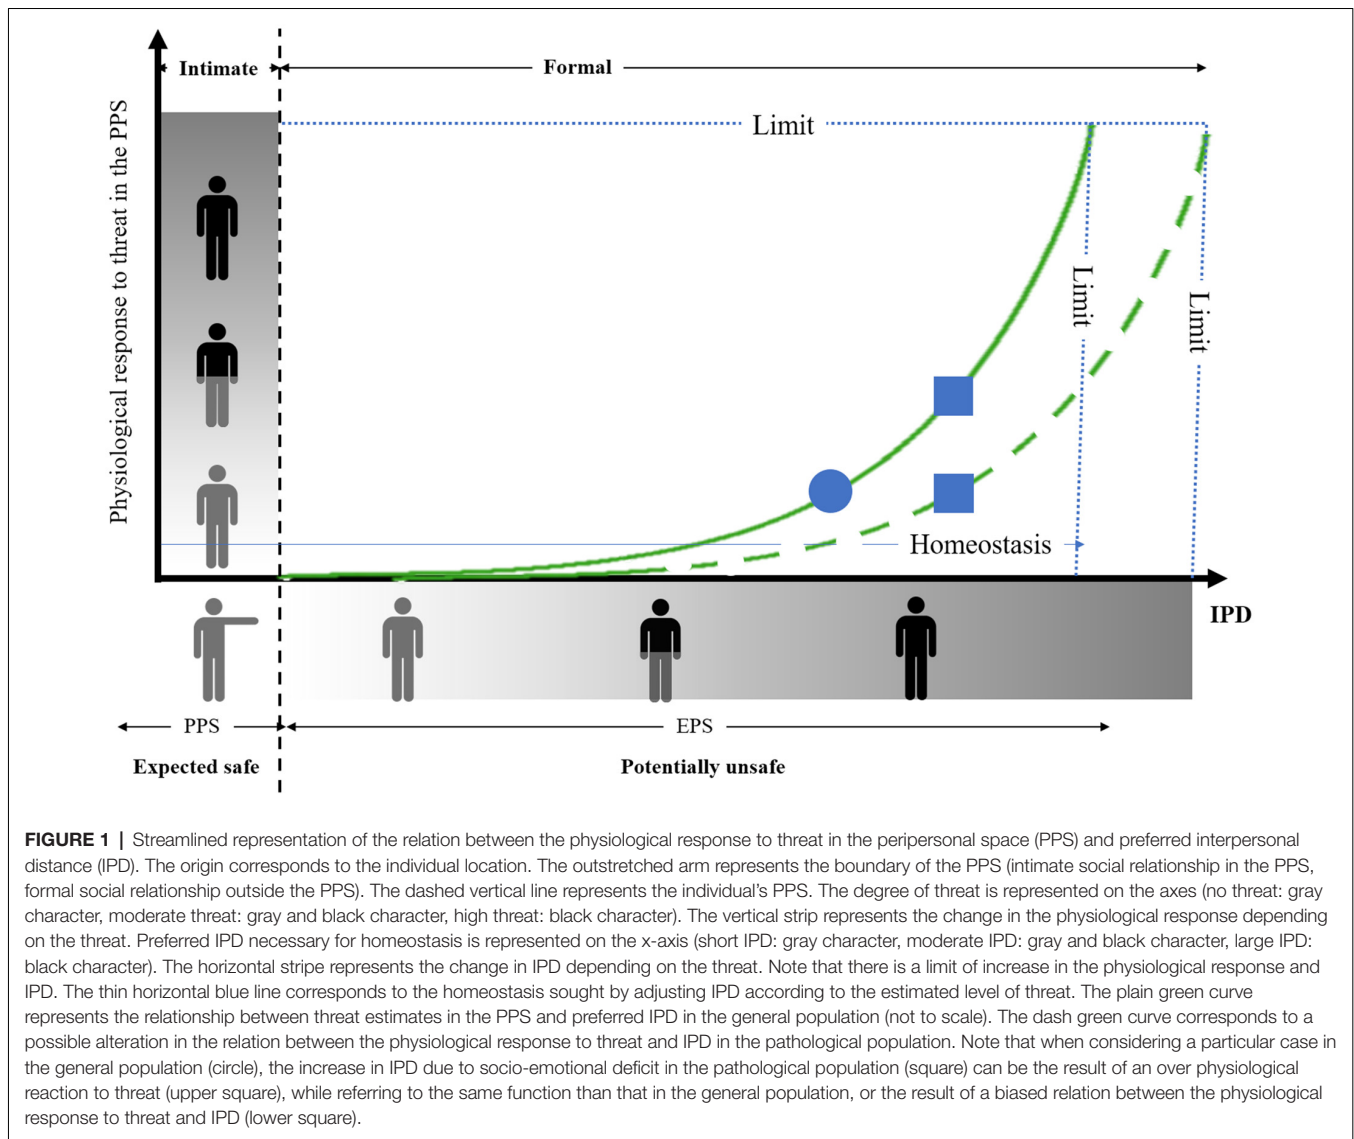 Intimate
Formal
Physiological response to threat in the PPS
Limit
Limit
Limit
Homeostasis
IPD
PPS
EPS
Expected safe
Potentially unsafe
FIGURE 1 | Streamlined representation of the relation between the physiological response to threat in the peripersonal space (PPS) and preferred interpersonal
distance (IPD). The origin corresponds to the individual location. The outstretched arm represents the boundary of the PPS (intimate social relationship in the PPS,
formal social relationship outside the PPS). The dashed vertical line represents the individual's PPS. The degree of threat is represented on the axes (no threat: gray
character, moderate threat: gray and black character, high threat: black character). The vertical strip represents the change in the physiological response depending
on the threat. Preferred IPD necessary for homeostasis is represented on the x-axis (short IPD: gray character, moderate IPD: gray and black character, large IPD:
black character). The horizontal stripe represents the change in IPD depending on the threat. Note that there is a limit of increase in the physiological response and
IPD. The thin horizontal blue line corresponds to the homeostasis sought by adjusting IPD according to the estimated level of threat. The plain green curve
represents the relationship between threat estimates in the PPS and preferred IPD in the general population (not to scale). The dash green curve corresponds to a
possible alteration in the relation between the physiological response to threat and IPD in the pathological population. Note that when considering a particular case in
the general population (circle), the increase in IPD due to socio-emotional deficit in the pathological population (square) can be the result of an over physiological
reaction to threat (upper square), while referring to the same function than that in the general population, or the result of a biased relation between the physiological
response to threat and IPD (lower square).